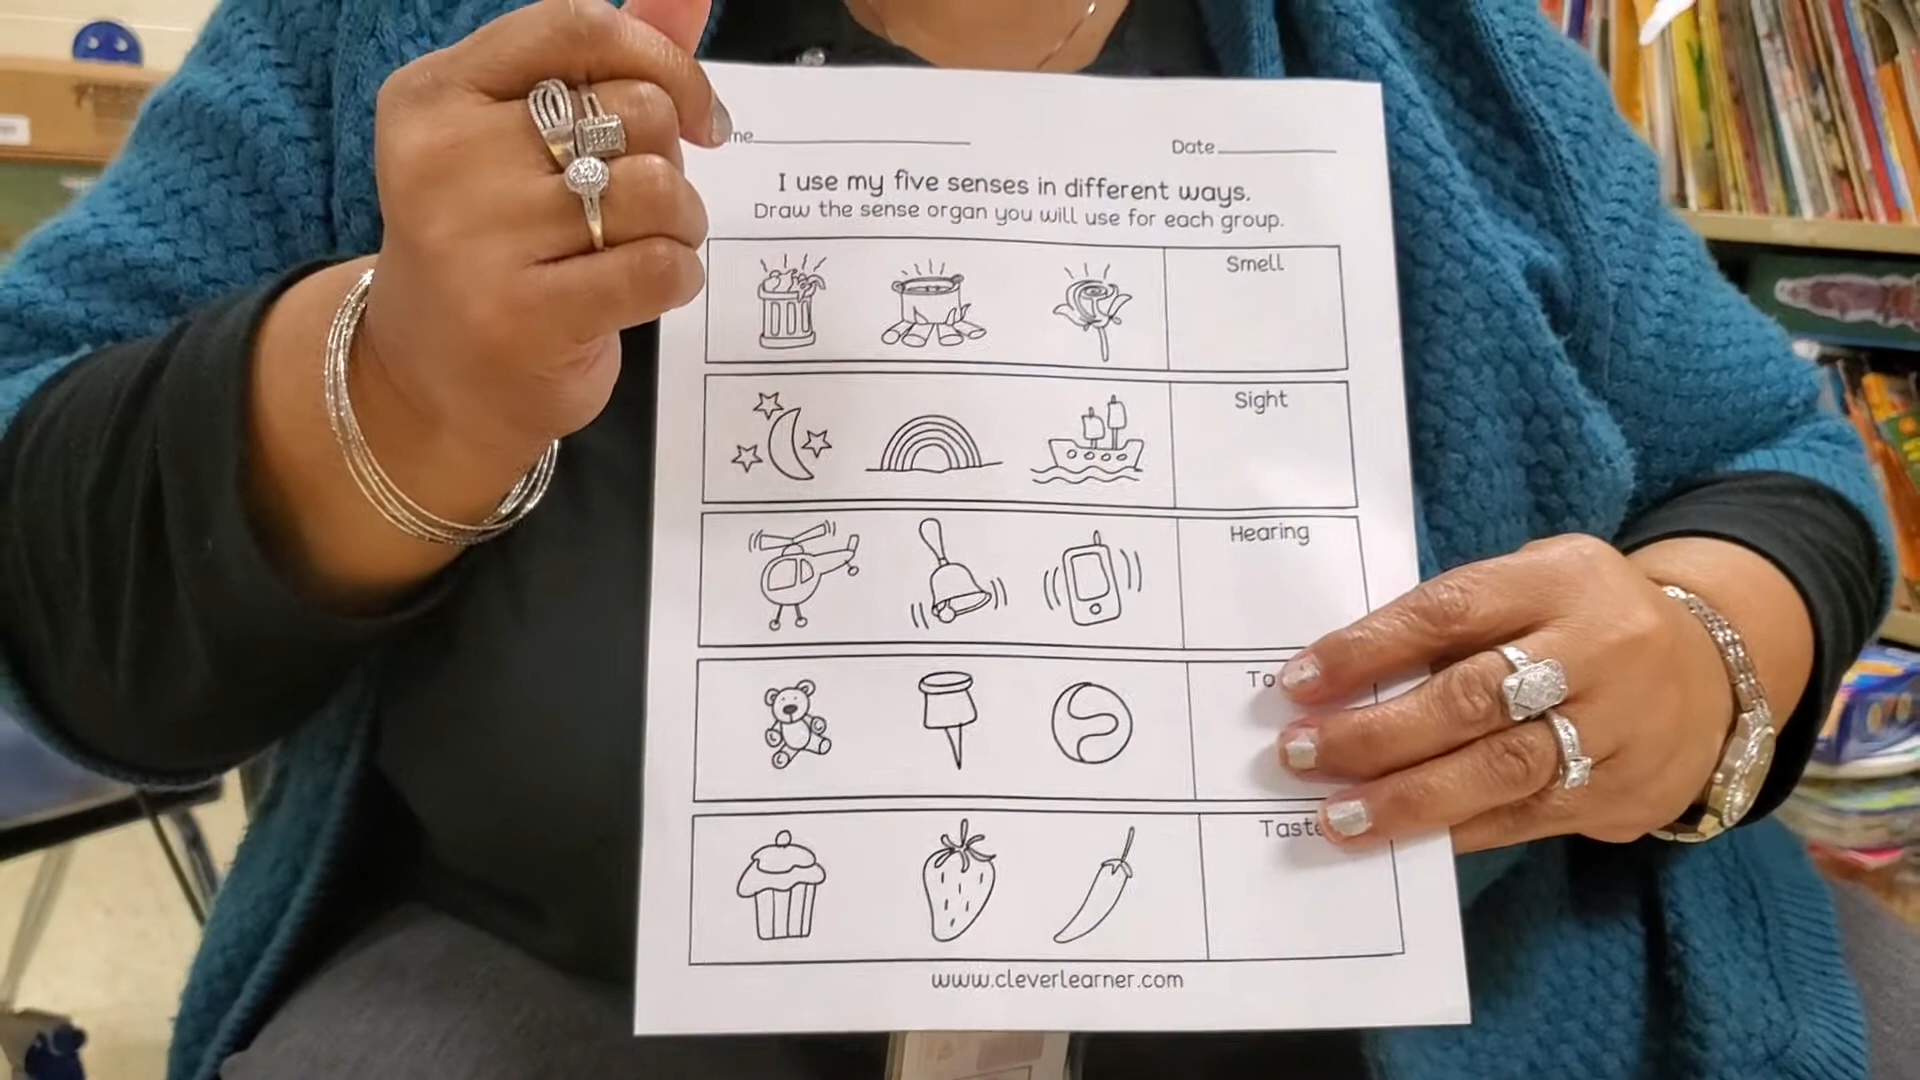 me Date
I use my five senses in different ways.
Draw the sense organ you will use for each group.
Smell
Sight
Hearing
To
Taste
www.cleverlearner.com